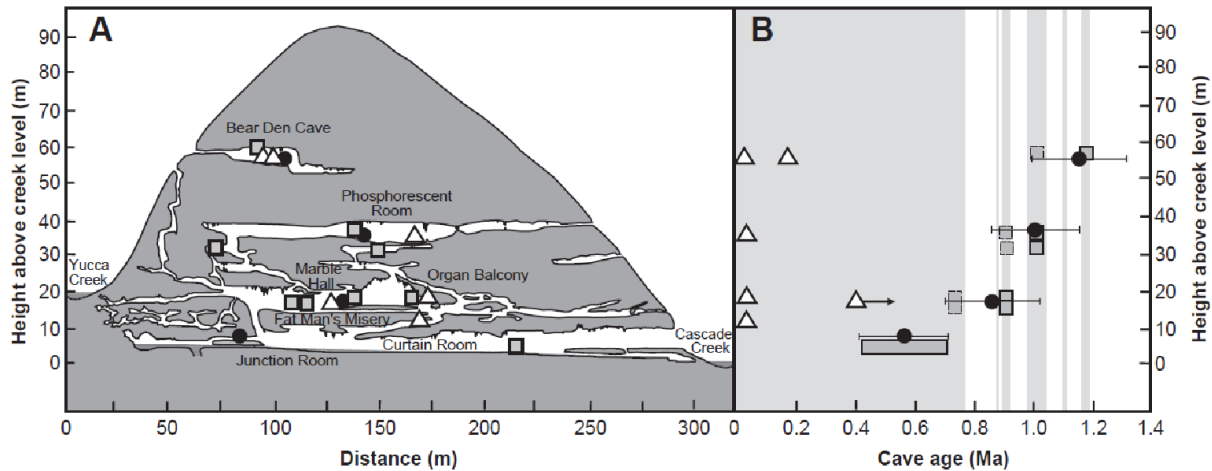 A
B
Height above creek level (m)
90
80
70
60
50
40
30
20
10
0
Bear Den Cave
Phosphorescent
Room
Yucca
Creek
Marble
Hall
Organ Balcony
Fat Man's Misery
Curtain Room
Cascade
Creek
Junction Room
0
50
100
150
200
250
300
Distance (m)
0
0.2
0.4
0.6
0.8
1.0
1.2
1.4
Cave age (Ma)
90
80
70
60
50
40
30
20
10
0
Height above creek level (m)